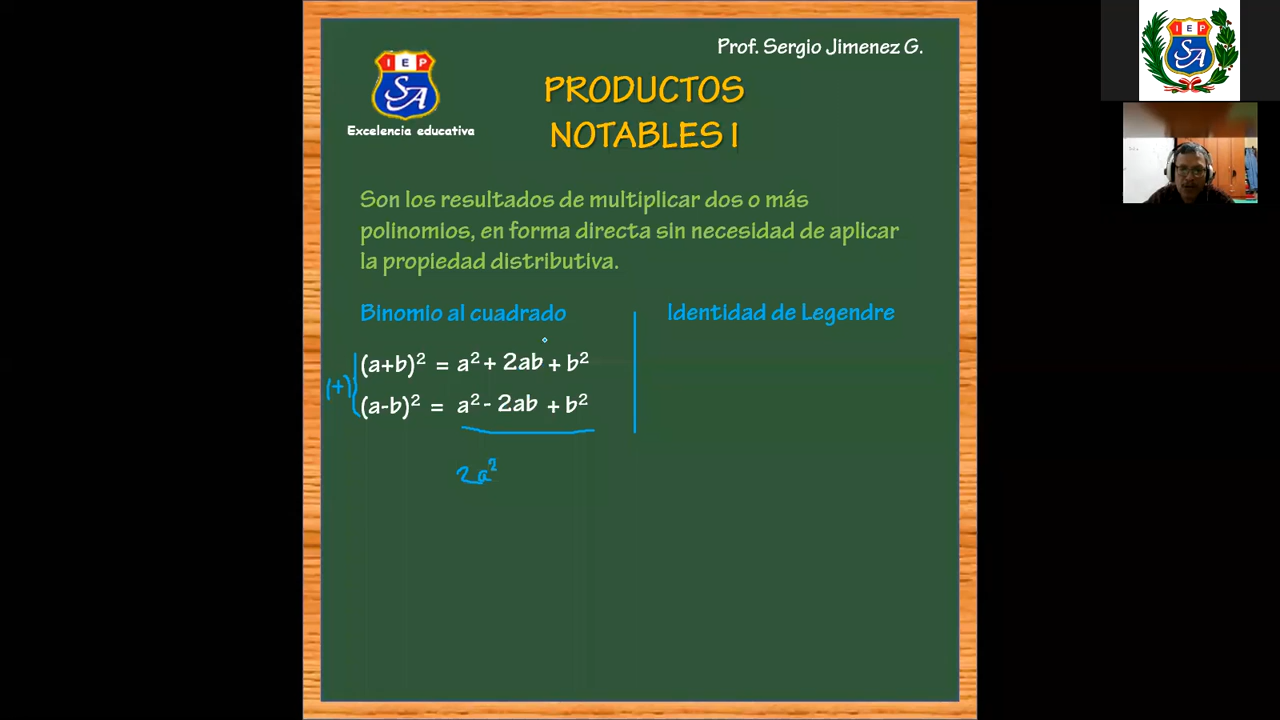 Prof. Sergio Jimenez G.
I E P
SA
Excelencia educativa
PRODUCTOS
NOTABLES I
Son los resultados de multiplicar dos o más
polinomios, en forma directa sin necesidad de aplicar
la propiedad distributiva.
Binomio al cuadrado
Identidad de Legendre
(a+b)² = a² + 2ab + b²
(+)
(a-b)² = a² - 2ab + b²
2a²
I E P
SA